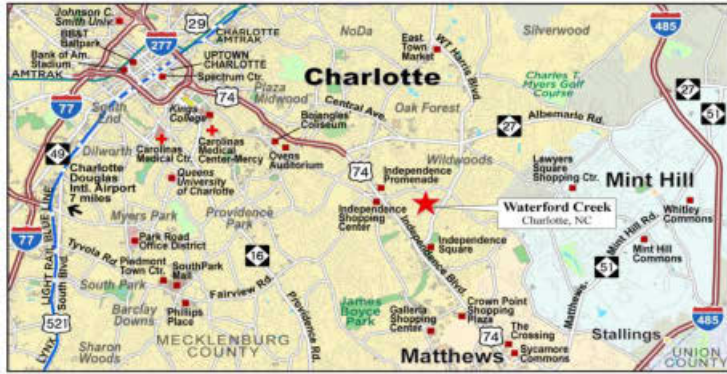 Johnson C.
Smith Univ.
29
NoDa
East
Town
Market
WT Harris Blvd.
Silverwood
485
BB&T
Ballpark
277
CHARLOTTE
AMTRAK
Bank of Am.
Stadium
UPTOWN
CHARLOTTE
AMTRAK
Spectrum Ctr.
Charlotte
Charles T.
Myers Golf
Course
27
51
77
74
Plaza
Midwood
Central Ave.
Oak Forest
South End
Kings
College
Bojangles'
Coliseum
27
Albemarle Rd.
49
Dilworth
Carolinas
Medical Ctr.
Carolinas
Medical
Center-Mercy
Ovens
Auditorium
74
Wildwoods
Lawyers
Square
Shopping Ctr.
Mint Hill
Charlotte
Douglas
Intl. Airport
7 miles
Queens
University
of Charlotte
Independence
Promenade
Waterford Creek
Charlotte, NC
Whitley
Commons
Myers Park
Providence
Park
Independence
Shopping
Center
Mint Hill Rd.
77
LYNX LIGHT RAIL BLUE LINE
South Blvd.
Tyvola Rd.
Park Road
Office District
16
Independence
Square
Mint Hill
Commons
Piedmont
Town Ctr.
SouthPark
Mall
Independence Blvd.
51
South Park
Fairview Rd.
Matthews-
521
Barclay
Downs
Phillips
Place
Providence Rd.
James
Boyce
Park
Galleria
Shopping
Center
Crown Point
Shopping
Plaza
485
Sharon
Woods
MECKLENBURG
COUNTY
74
The
Crossing
Stallings
Matthews
Sycamore
Commons
UNION
COUNTY